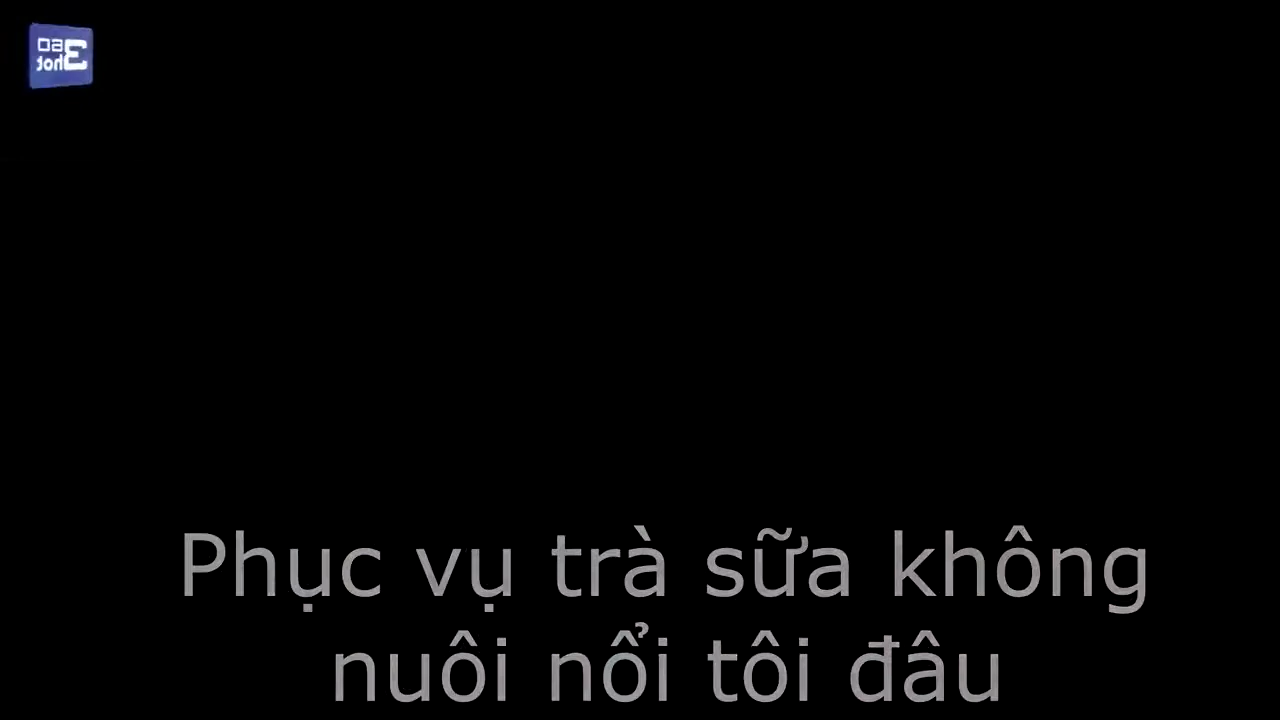 Phục vụ trà sữa không
nuôi nổi tôi đâu